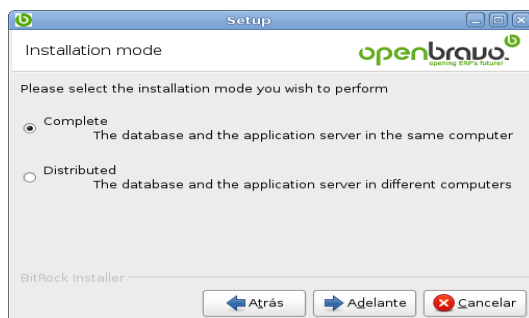 Setup
Installation mode
openbravo
opening ERP's future!
Please select the installation mode you wish to perform
Complete
The database and the application server in the same computer
Distributed
The database and the application server in different computers
BitRock Installer
Atrás
Adelante
Cancelar